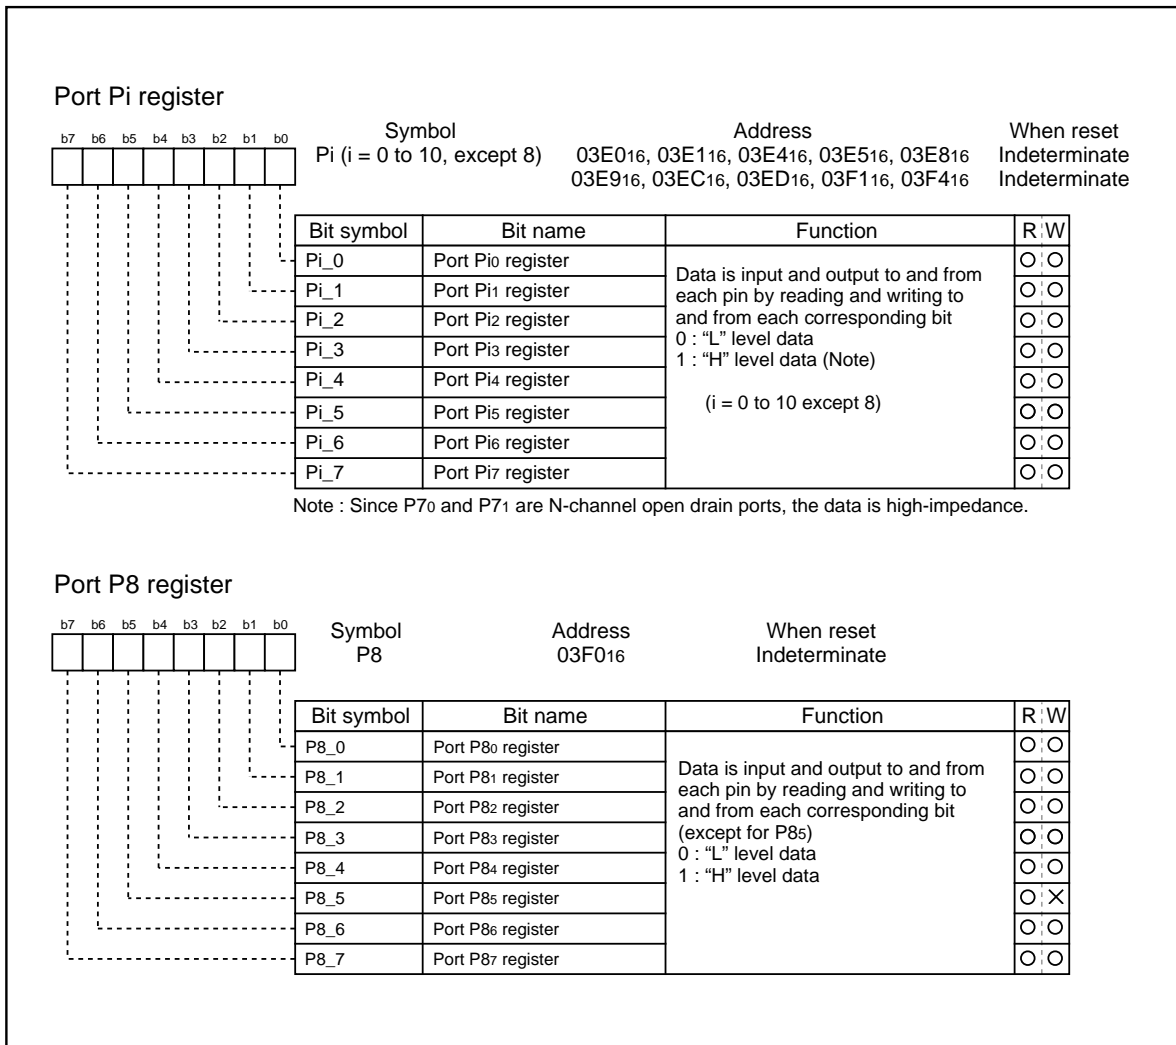 Port Pi register
b7 b6 b5 b4 b3 b2 b1 b0
Symbol Address When reset
Pi (i = 0 to 10, except 8) 03E016, 03E116, 03E416, 03E516, 03E816 Indeterminate
03E916, 03EC16, 03ED16, 03F116, 03F416 Indeterminate
Bit symbol Bit name Function R W
Pi_0 Port Pi0 register
Pi_1 Port Pi1 register
Pi_2 Port Pi2 register
Pi_3 Port Pi3 register
Pi_4 Port Pi4 register
Pi_5 Port Pi5 register
Pi_6 Port Pi6 register
Pi_7 Port Pi7 register
Data is input and output to and from
each pin by reading and writing to
and from each corresponding bit
0 : “L” level data
1 : “H” level data (Note)
(i = 0 to 10 except 8)
Note : Since P70 and P71 are N-channel open drain ports, the data is high-impedance.
Port P8 register
b7 b6 b5 b4 b3 b2 b1 b0
Symbol Address When reset
P8 03F016 Indeterminate
Bit symbol Bit name Function R W
P8_0 Port P80 register
P8_1 Port P81 register
P8_2 Port P82 register
P8_3 Port P83 register
P8_4 Port P84 register
P8_5 Port P85 register
P8_6 Port P86 register
P8_7 Port P87 register
Data is input and output to and from
each pin by reading and writing to
and from each corresponding bit
(except for P85)
0 : “L” level data
1 : “H” level data